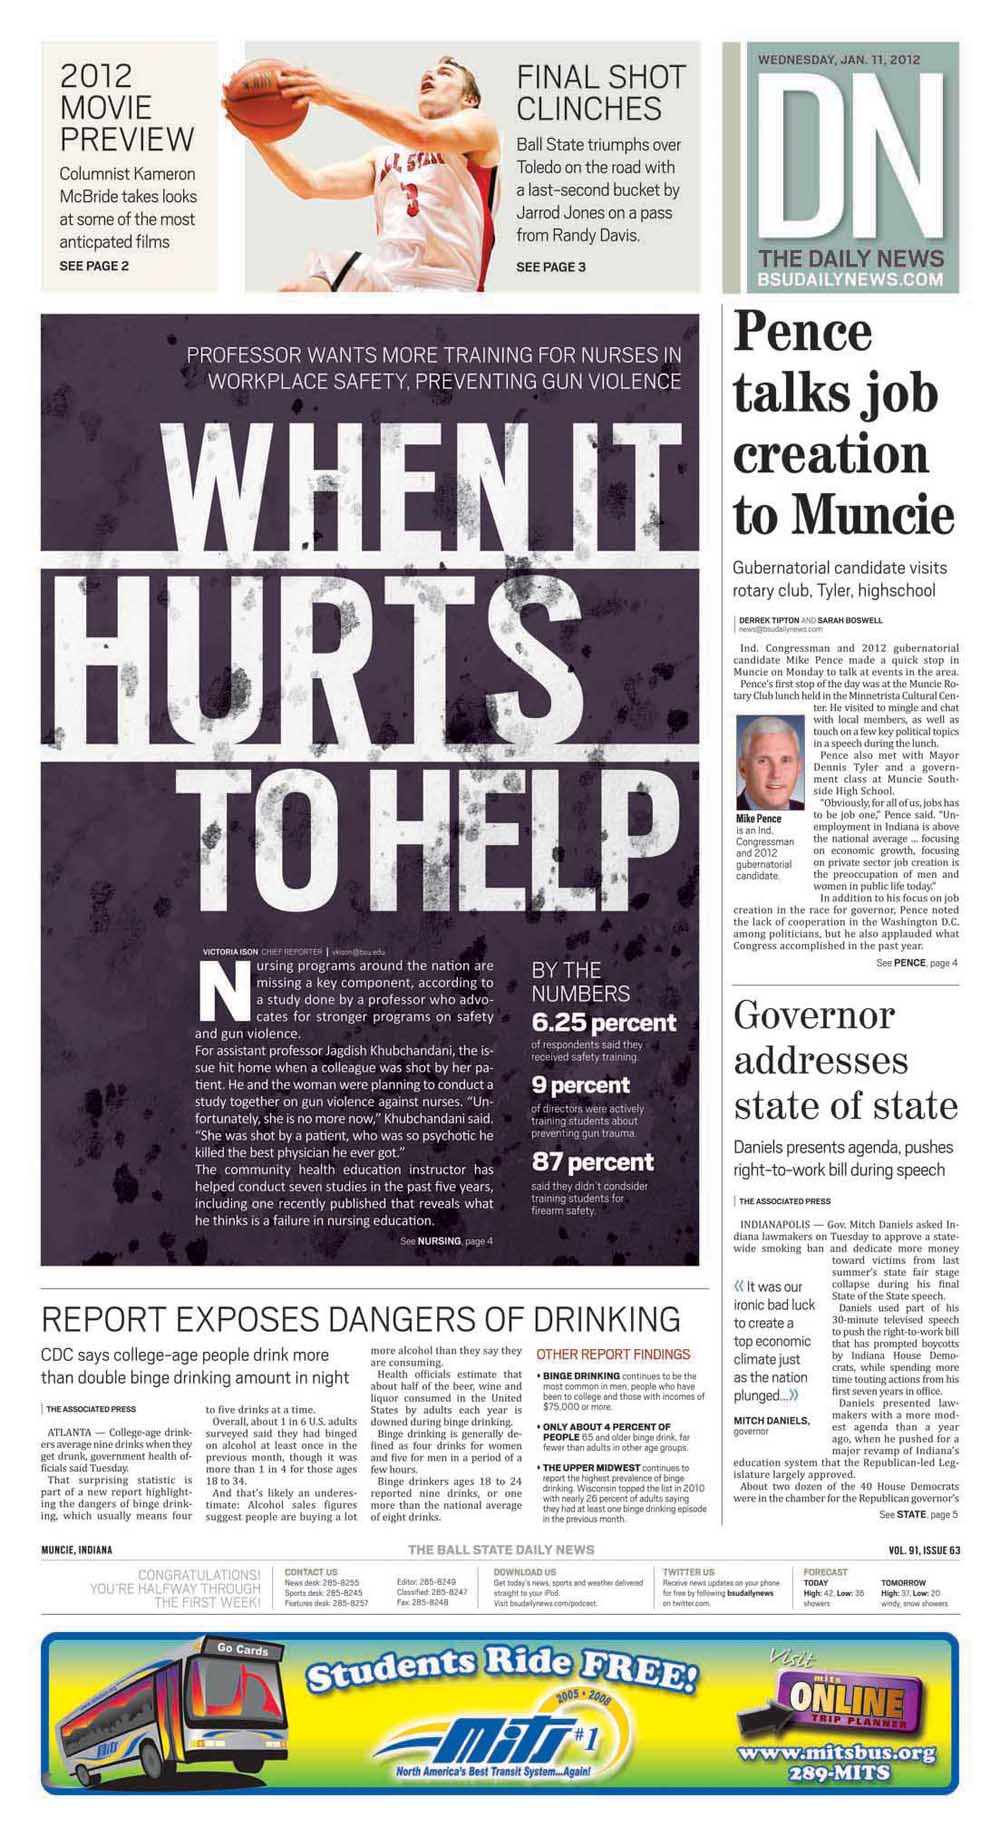 2012
MOVIE
PREVIEW
Columnist Kameron
McBride takes looks
at some of the most
anticpated films
SEE PAGE 2
FINAL SHOT
CLINCHES
Ball State triumphs over
Toledo on the road with
a last-second bucket by
Jarrod Jones on a pass
from Randy Davis.
SEE PAGE 3
3
WEDNESDAY, JAN. 11, 2012
DN
THE DAILY NEWS
BSUDAILYNEWS.COM
PROFESSOR WANTS MORE TRAINING FOR NURSES IN
WORKPLACE SAFETY, PREVENTING GUN VIOLENCE
WHEN IT
HURTS
TO HELP
VICTORIA ISON CHIEF REPORTER | vkison@bsu.edu
Nursing programs around the nation are
missing a key component, according to
a study done by a professor who advo-
cates for stronger programs on safety
and gun violence.
For assistant professor Jagdish Khubchandani, the is-
sue hit home when a colleague was shot by her pa-
tient. He and the woman were planning to conduct a
study together on gun violence against nurses. “Un-
fortunately, she is no more now,” Khubchandani said.
“She was shot by a patient, who was so psychotic he
killed the best physician he ever got.”
The community health education instructor has
helped conduct seven studies in the past five years,
including one recently published that reveals what
he thinks is a failure in nursing education.
See NURSING, page 4
BY THE
NUMBERS
6.25 percent
of respondents said they
received safety training.
9 percent
of directors were actively
training students about
preventing gun trauma.
87 percent
said they didn't condsider
training students for
firearm safety.
Pence
talks job
creation
to Muncie
Gubernatorial candidate visits
rotary club, Tyler, highschool
DERREK TIPTON AND SARAH BOSWELL
news@bsudailynews.com
Ind. Congressman and 2012 gubernatorial
candidate Mike Pence made a quick stop in
Muncie on Monday to talk at events in the area.
Pence's first stop of the day was at the Muncie Ro-
tary Club lunch held in the Minnetrista Cultural Cen-
ter. He visited to mingle and chat
with local members, as well as
touch on a few key political topics
in a speech during the lunch.
Pence also met with Mayor
Dennis Tyler and a govern-
ment class at Muncie South-
side High School.
“Obviously, for all of us, jobs has
to be job one,” Pence said. “Un-
employment in Indiana is above
the national average ... focusing
on economic growth, focusing
on private sector job creation is
the preoccupation of men and
women in public life today.”
In addition to his focus on job
creation in the race for governor, Pence noted
the lack of cooperation in the Washington D.C.
among politicians, but he also applauded what
Congress accomplished in the past year.
See PENCE, page 4
Mike Pence
is an Ind.
Congressman
and 2012
gubernatorial
candidate.
Governor
addresses
state of state
Daniels presents agenda, pushes
right-to-work bill during speech
THE ASSOCIATED PRESS
INDIANAPOLIS — Gov. Mitch Daniels asked In-
diana lawmakers on Tuesday to approve a state-
wide smoking ban and dedicate more money
toward victims from last
summer's state fair stage
collapse during his final
State of the State speech.
Daniels used part of his
30-minute televised speech
to push the right-to-work bill
that has prompted boycotts
by Indiana House Demo-
crats, while spending more
time touting actions from his
first seven years in office.
Daniels presented law-
makers with a more mod-
est agenda than a year
ago, when he pushed for a
major revamp of Indiana's
education system that the Republican-led Leg-
islature largely approved.
About two dozen of the 40 House Democrats
were in the chamber for the Republican governor's
See STATE, page 5
«It was our
ironic bad luck
to create a
top economic
climate just
as the nation
plunged...»
MITCH DANIELS,
governor
REPORT EXPOSES DANGERS OF DRINKING
CDC says college-age people drink more
than double binge drinking amount in night
THE ASSOCIATED PRESS
ATLANTA — College-age drink-
ers average nine drinks when they
get drunk, government health of-
ficials said Tuesday.
That surprising statistic is
part of a new report highlight-
ing the dangers of binge drink-
ing, which usually means four
to five drinks at a time.
Overall, about 1 in 6 U.S. adults
surveyed said they had binged
on alcohol at least once in the
previous month, though it was
more than 1 in 4 for those ages
18 to 34.
And that's likely an underes-
timate: Alcohol sales figures
suggest people are buying a lot
more alcohol than they say they
are consuming.
Health officials estimate that
about half of the beer, wine and
liquor consumed in the United
States by adults each year is
downed during binge drinking.
Binge drinking is generally de-
fined as four drinks for women
and five for men in a period of a
few hours.
Binge drinkers ages 18 to 24
reported nine drinks, or one
more than the national average
of eight drinks.
OTHER REPORT FINDINGS
• BINGE DRINKING continues to be the
most common in men, people who have
been to college and those with incomes of
$75,000 or more.
• ONLY ABOUT 4 PERCENT OF
PEOPLE 65 and older binge drink, far
fewer than adults in other age groups.
• THE UPPER MIDWEST continues to
report the highest prevalence of binge
drinking. Wisconsin topped the list in 2010
with nearly 26 percent of adults saying
they had at least one binge drinking episode
in the previous month.
MUNCIE, INDIANA
THE BALL STATE DAILY NEWS
VOL. 91, ISSUE 63
CONGRATULATIONS!
YOU'RE HALFWAY THROUGH
THE FIRST WEEK!
CONTACT US
News desk: 285-8255
Sports desk: 285-8245
Features desk: 285-8257
Editor: 285-8249
Classified: 285-8247
Fax: 285-8248
DOWNLOAD US
Get today's news, sports and weather delivered
straight to your iPod.
Visit bsudailynews.com/podcast.
TWITTER US
Receive news updates on your phone
for free by following bsudailynews
on twitter.com.
FORECAST
TODAY
High: 42, Low: 36
showers
TOMORROW
High: 37, Low: 20
windy, snow showers
Go Cards
Students Ride FREE!
2005 • 2006
mits #1
North America's Best Transit System...Again!
Visit
mits
ONLINE
TRIP PLANNER
www.mitsbus.org
289-MITS